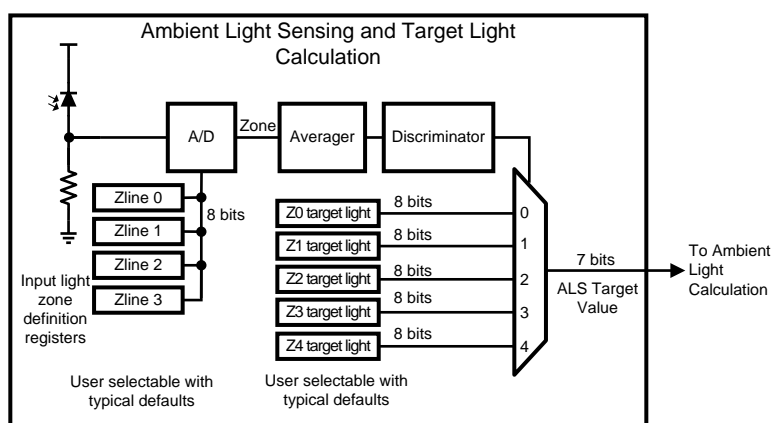 Ambient Light Sensing and Target Light
Calculation
A/D
Zone
Averager
Discriminator
Zline 0
Zline 1
Zline 2
Zline 3
8 bits
Input light
zone
definition
registers
User selectable with
typical defaults
Z0 target light
8 bits
0
Z1 target light
8 bits
1
Z2 target light
8 bits
2
Z3 target light
8 bits
3
Z4 target light
8 bits
4
User selectable with
typical defaults
7 bits
ALS Target
Value
To Ambient
Light
Calculation